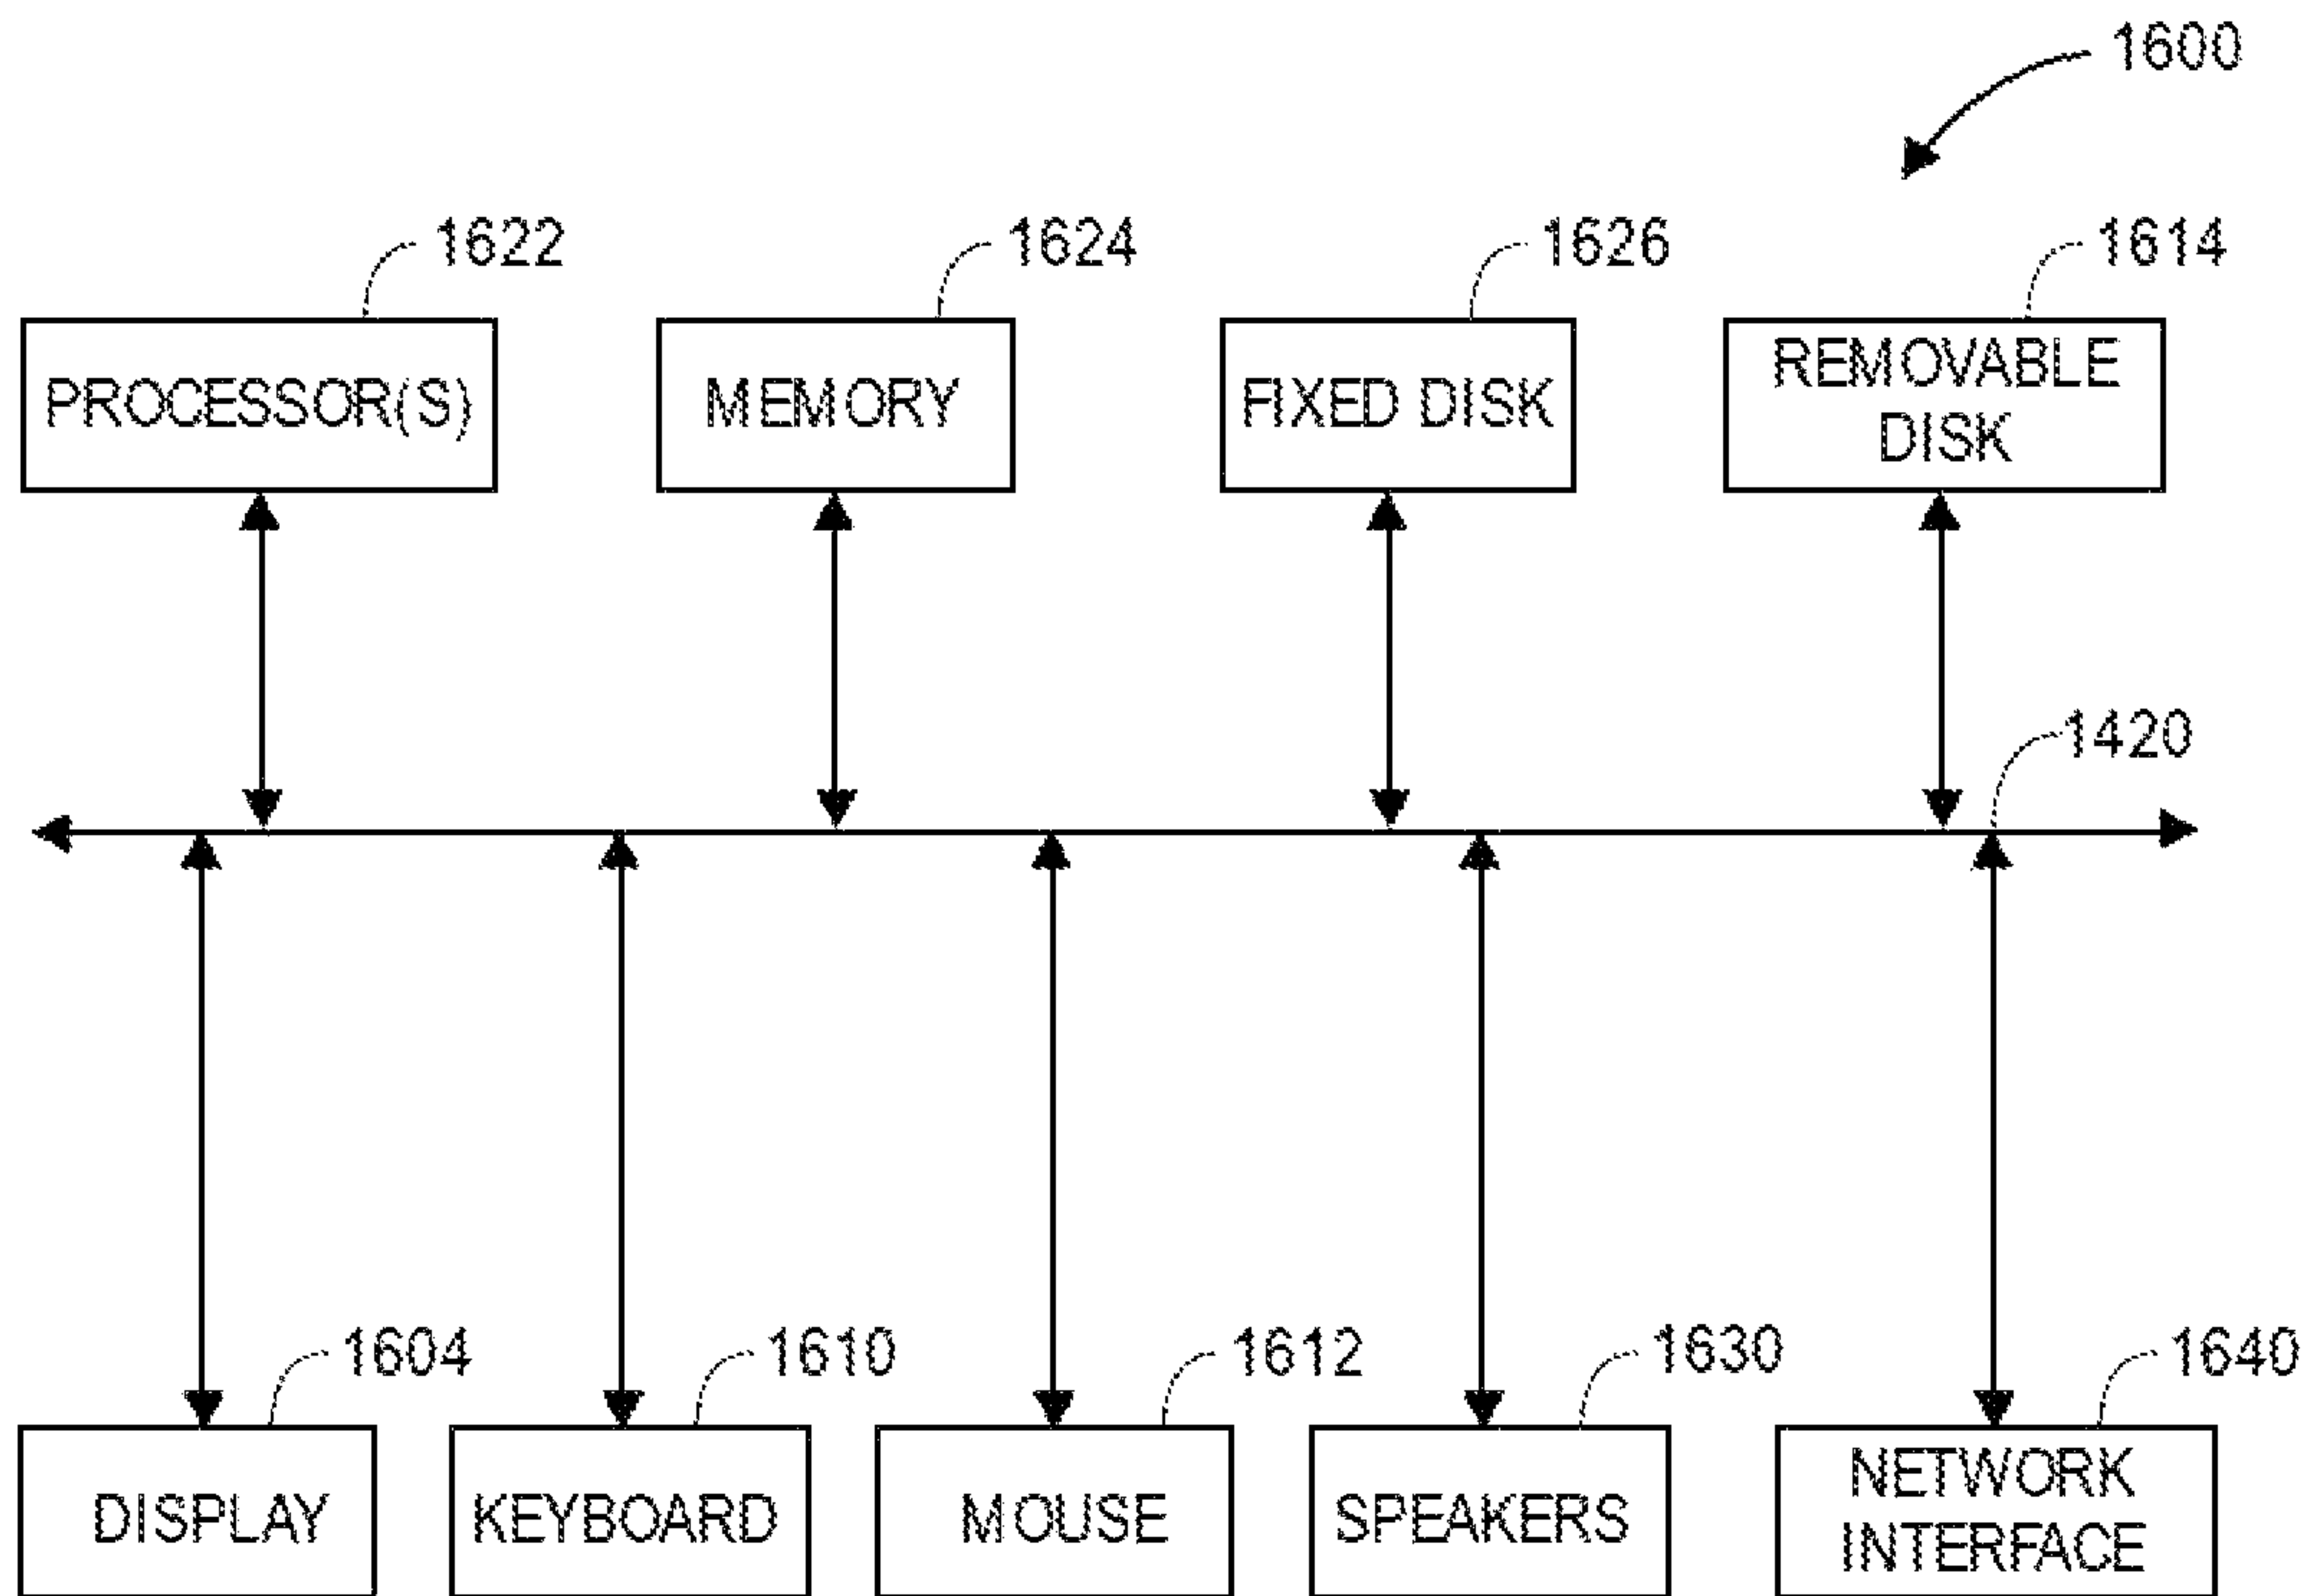 1600
1622
1624
1626
1614
PROCESSOR(S)
MEMORY
FIXED DISK
REMOVABLE
DISK
1420
1604
1610
1612
1630
1640
DISPLAY
KEYBOARD
MOUSE
SPEAKERS
NETWORK
INTERFACE